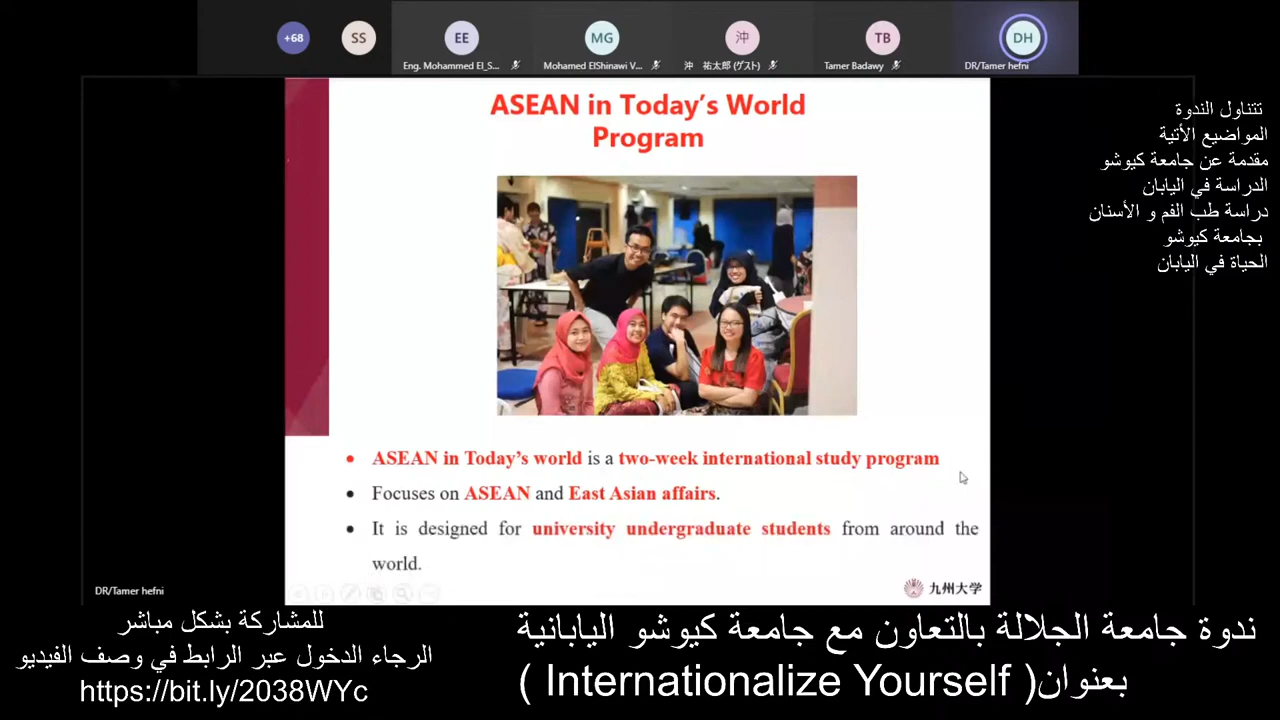 +68
SS
EE
MG
沖
TB
DH
Eng. Mohammed El_S...
Mohamed ElShinawi V...
沖 祐太郎 (ゲスト)
Tamer Badawy
DR/Tamer hefni
ASEAN in Today's World
Program
• ASEAN in Today's world is a two-week international study program
• Focuses on ASEAN and East Asian affairs.
• It is designed for university undergraduate students from around the
world.
九州大学
DR/Tamer hefni
تتناول الندوة
المواضيع الأتية
مقدمة عن جامعة كيوشو
الدراسة في اليابان
دراسة طب الفم و الأسنان
بجامعة كيوشو
الحياة في اليابان
ندوة جامعة الجلالة بالتعاون مع جامعة كيوشو اليابانية
بعنوان( Internationalize Yourself )
للمشاركة بشكل مباشر
الرجاء الدخول عبر الرابط في وصف الفيديو
https://bit.ly/2038WYc